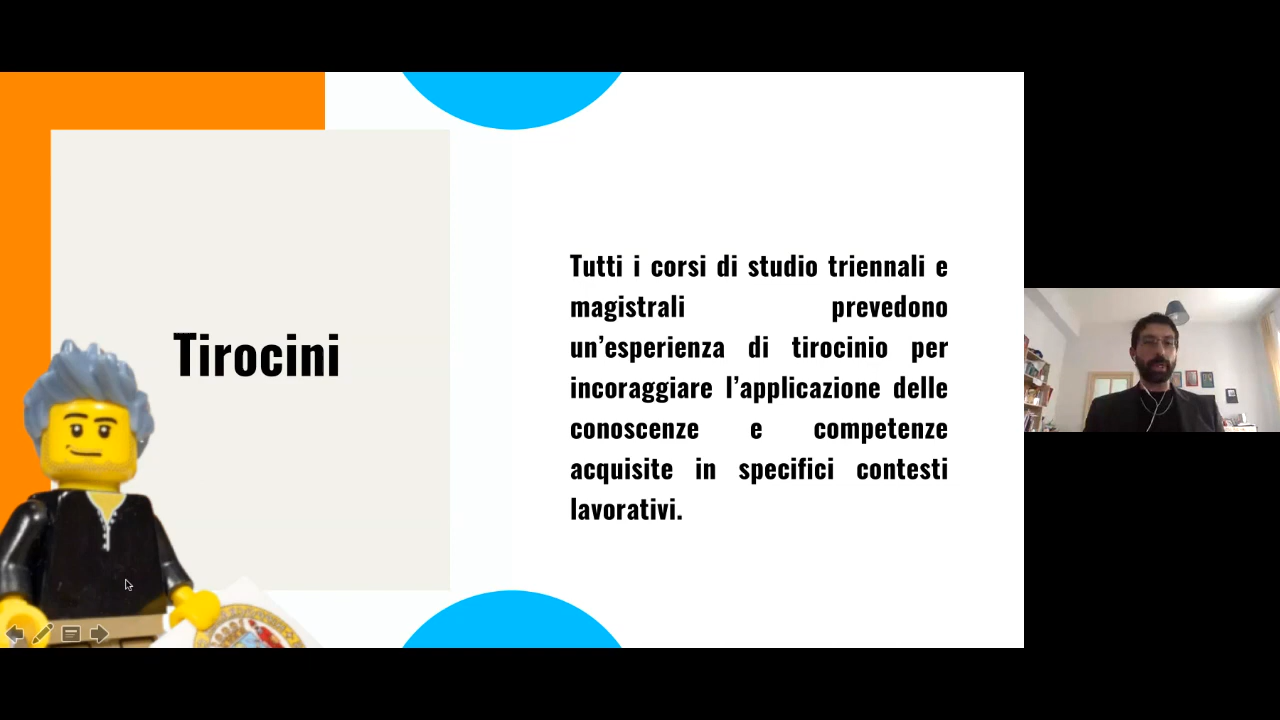 Tirocini
Tutti i corsi di studio triennali e
magistrali prevedono
un’esperienza di tirocinio per
incoraggiare l’applicazione delle
conoscenze e competenze
acquisite in specifici contesti
lavorativi.